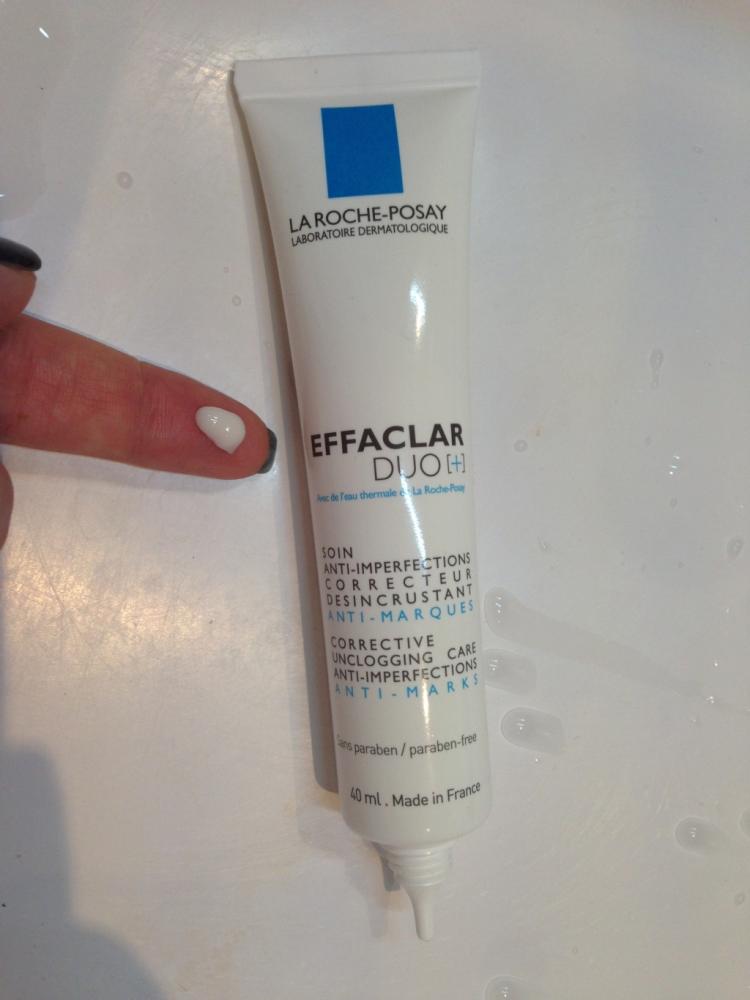 LA ROCHE-POSAY
LABORATOIRE DERMATOLOGIQUE
EFFACLAR
DUO [+]
Avec de l'eau thermale de La Roche-Posay
SOIN
ANTI-IMPERFECTIONS
CORRECTEUR
DESINCRUSTANT
ANTI-MARQUES
CORRECTIVE
UNCLOGGING CARE
ANTI-IMPERFECTIONS
ANTI-MARKS
Sans paraben / paraben-free
40 ml . Made in France